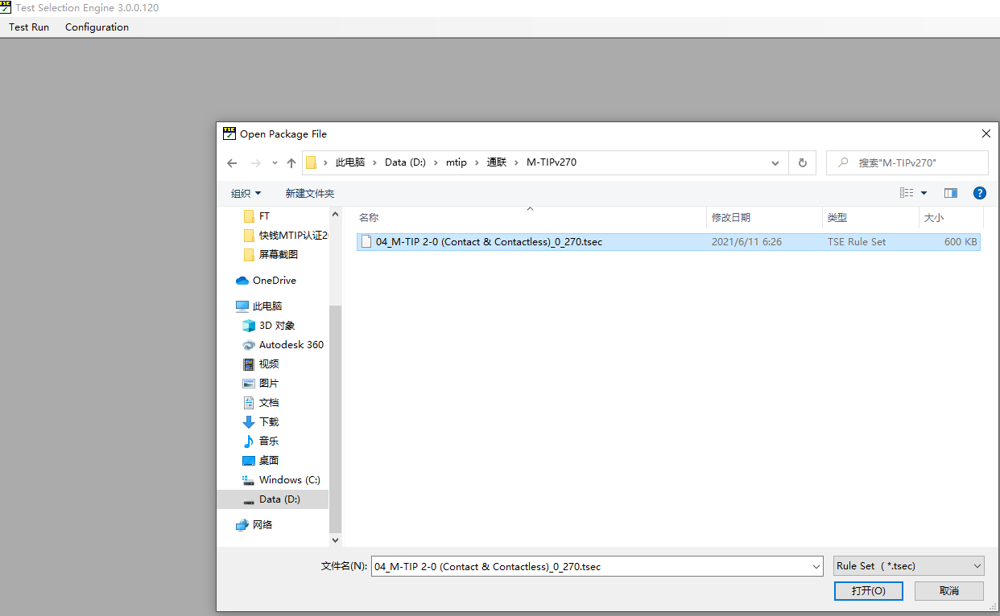 Test Selection Engine 3.0.0.120
Test Run Configuration
Open Package File
此电脑 Data (D:) mtip 通联 M-TIPv270
搜索"M-TIPv270"
组织 新建文件夹
名称 修改日期 类型 大小
04_M-TIP 2-0 (Contact & Contactless)_0_270.tsec 2021/6/11 6:26 TSE Rule Set 600 KB
FT
快钱MTIP认证20
屏幕截图
OneDrive
此电脑
3D 对象
Autodesk 360
视频
图片
文档
下载
音乐
桌面
Windows (C:)
Data (D:)
网络
文件名(N): 04_M-TIP 2-0 (Contact & Contactless)_0_270.tsec Rule Set ( *.tsec)
打开(O) 取消